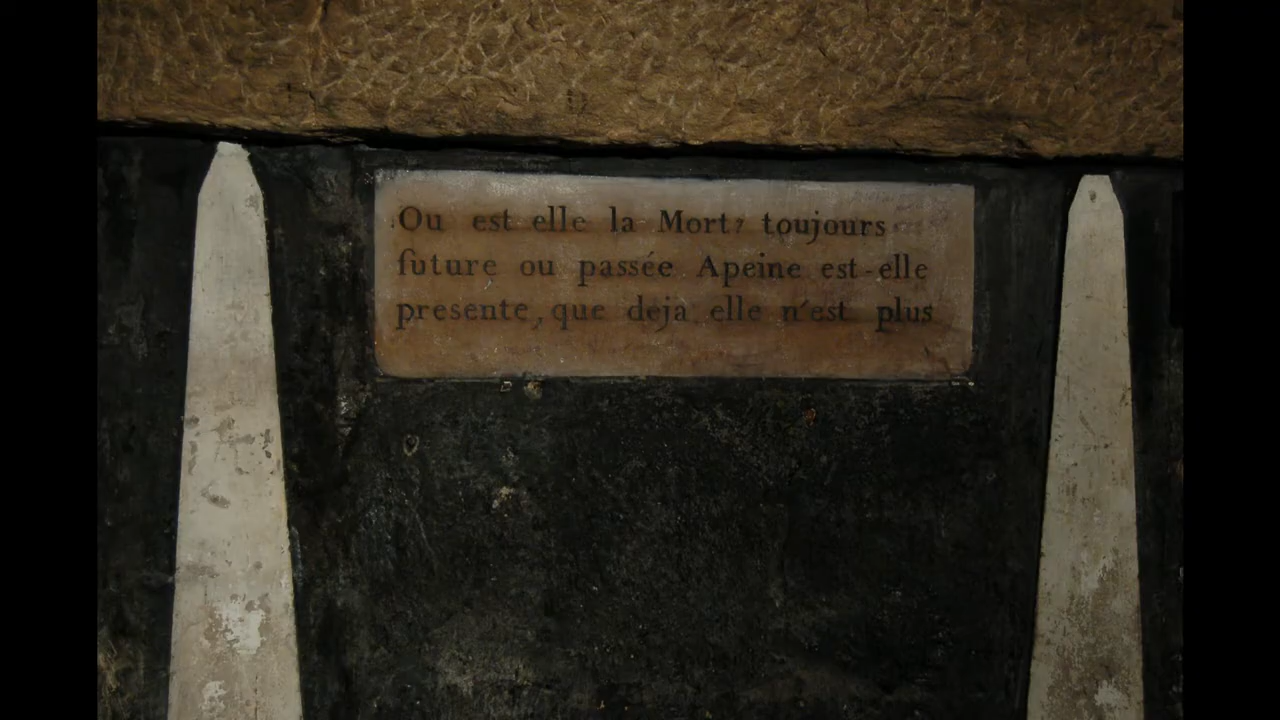 Ou est elle la Mort? toujours
future ou passée Apeine est-elle
presente, que deja elle n'est plus